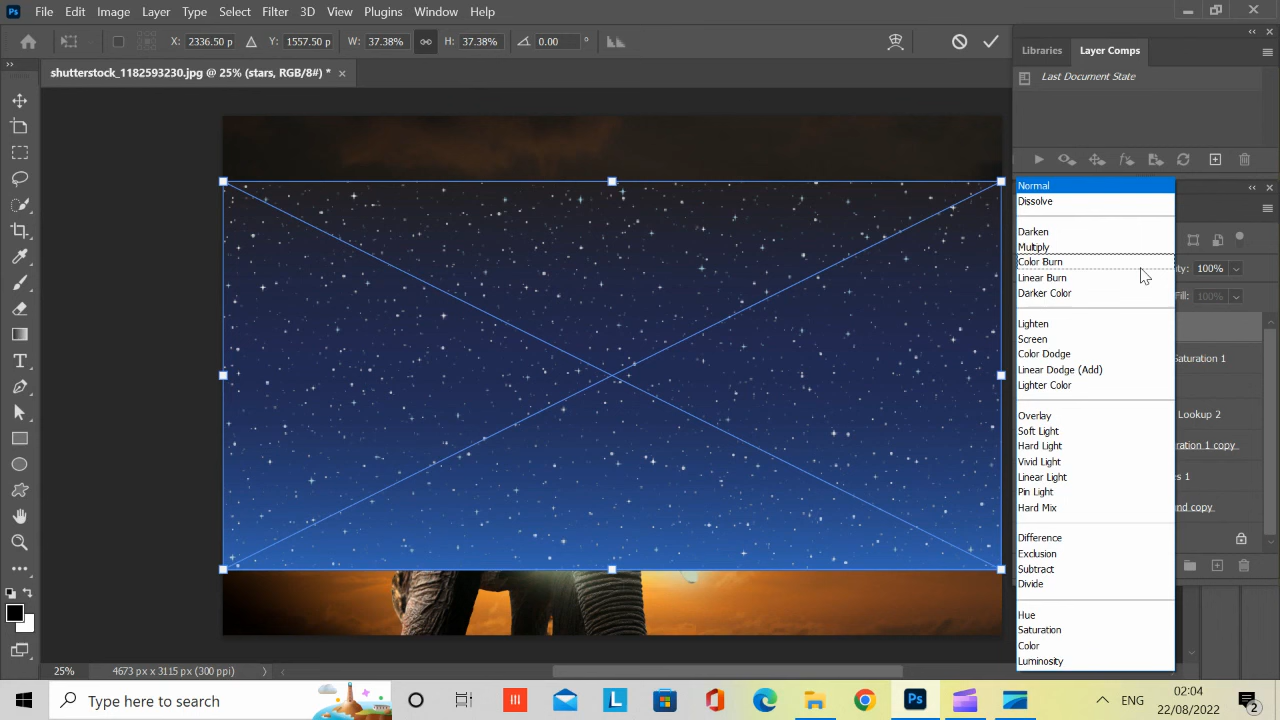 Ps File Edit Image Layer Type Select Filter 3D View Plugins Window Help
X: 2336.50 p Y: 1557.50 p W: 37.38% H: 37.38% 0.00 °
shutterstock_1182593230.jpg @ 25% (stars, RGB/8#) * ×
Libraries Layer Comps
Last Document State
Normal
Dissolve
Darken
Multiply
Color Burn
Linear Burn
Darker Color
Lighten
Screen
Color Dodge
Linear Dodge (Add)
Lighter Color
Overlay
Soft Light
Hard Light
Vivid Light
Linear Light
Pin Light
Hard Mix
Difference
Exclusion
Subtract
Divide
Hue
Saturation
Color
Luminosity
ity: 100%
Fill: 100%
Saturation 1
Lookup 2
ration 1 copy
s 1
nd copy
25% 4673 px x 3115 px (300 ppi)
Type here to search
L
Ps
ENG
02:04
22/08/2022
2